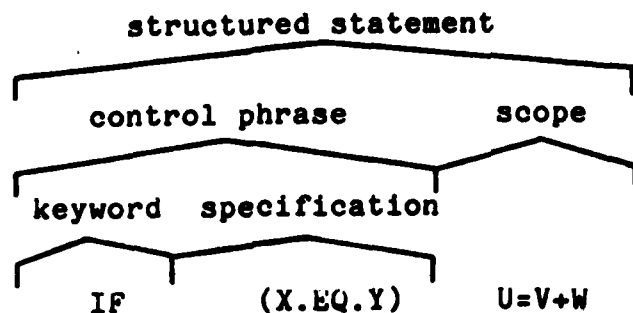 structured statement
control phrase scope
keyword specification
IF (X.EQ.Y) U=V+W